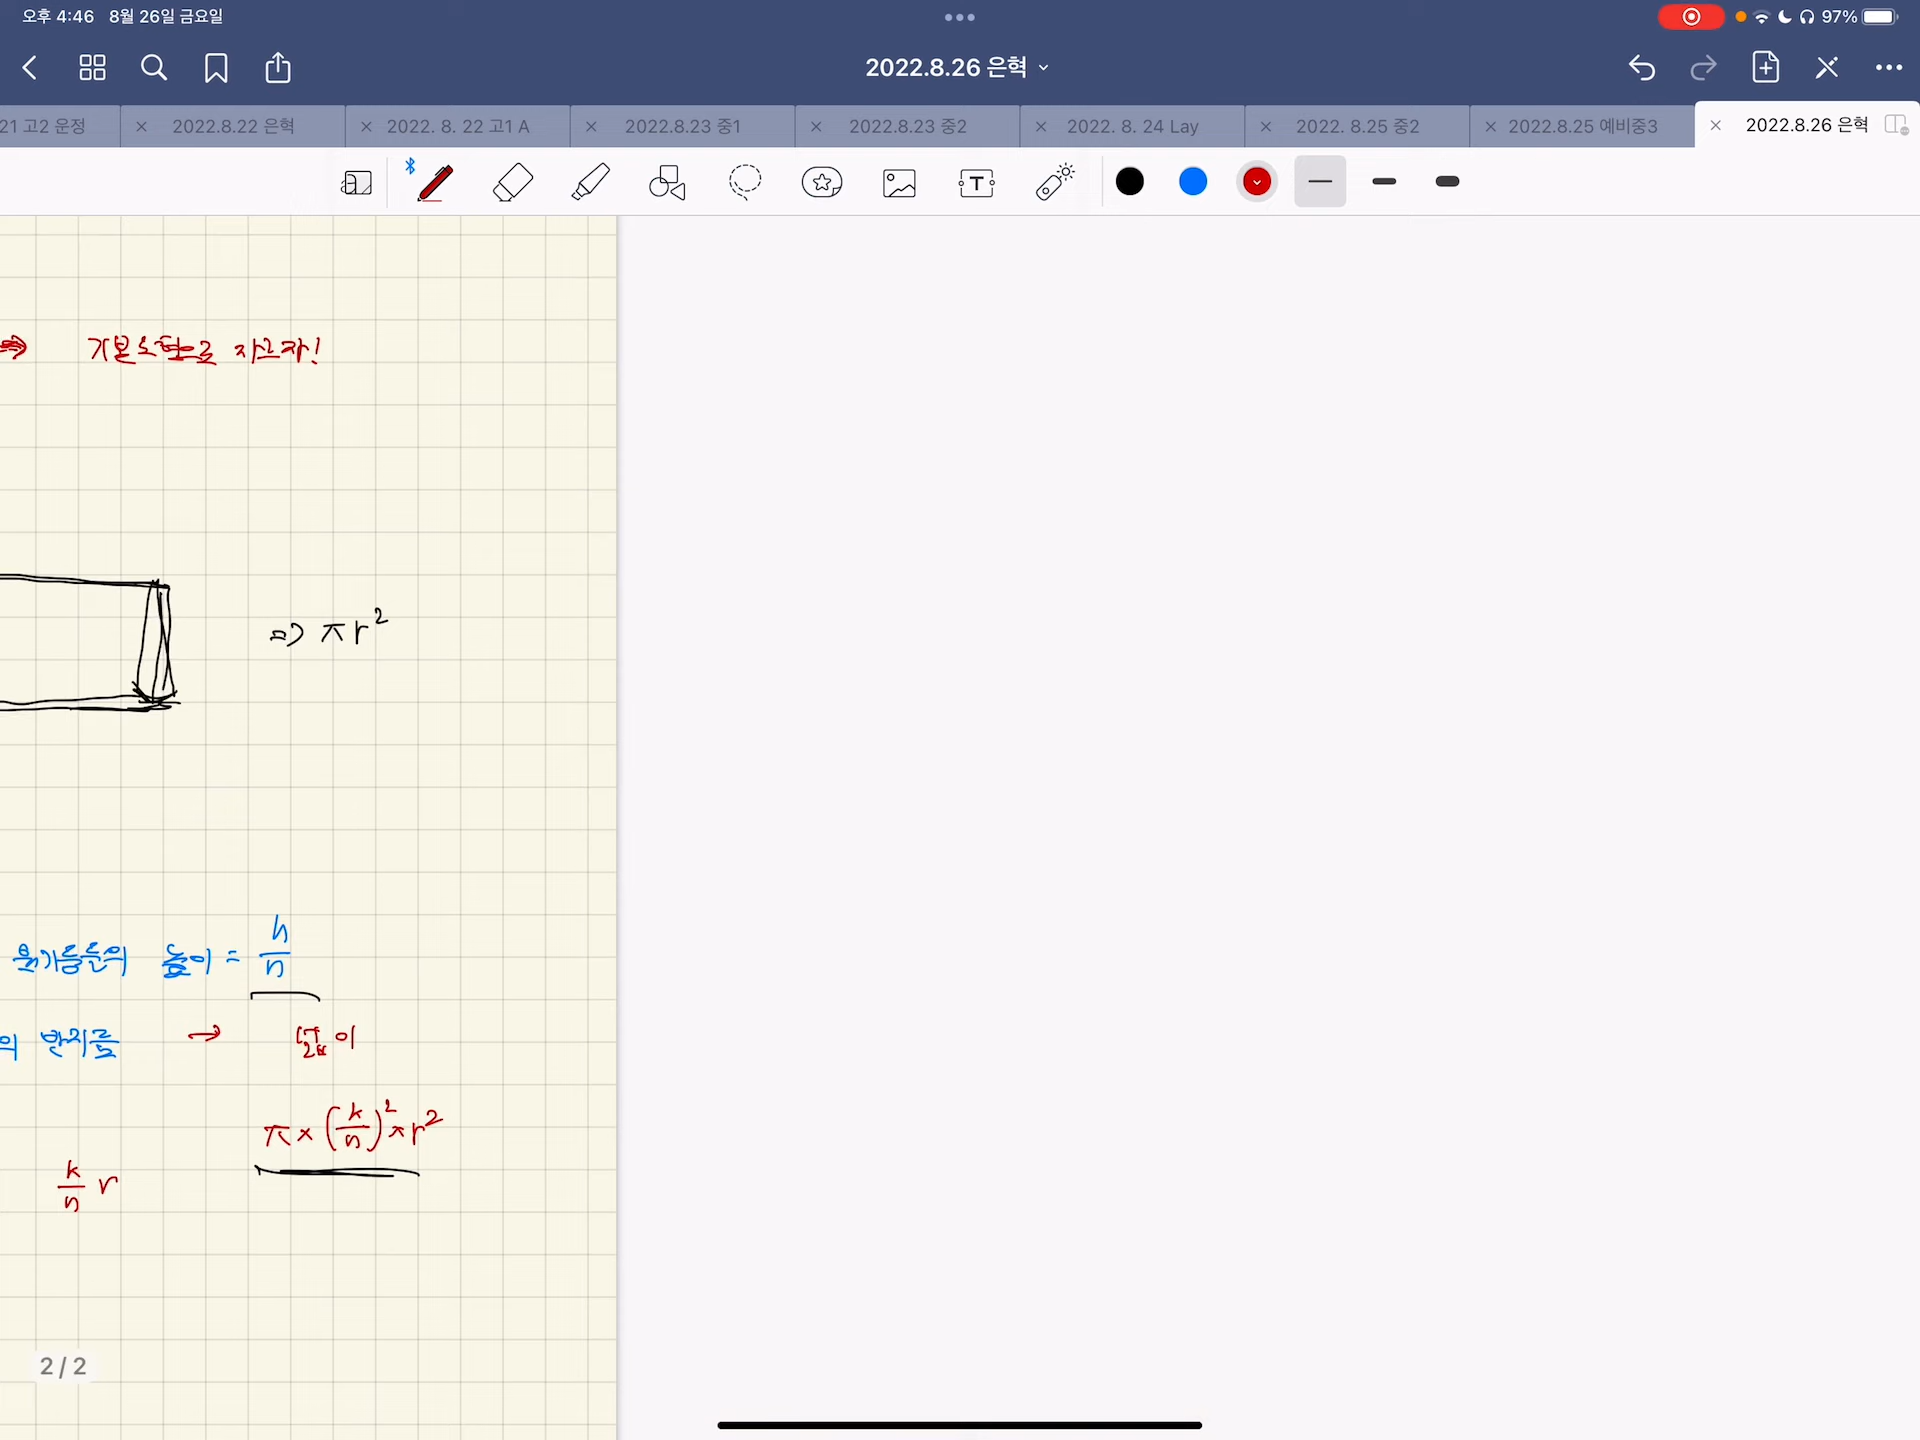 오후 4:46 8월 26일 금요일
97%
2022.8.26 은혁
21 고2 운정
2022.8.22 은혁
2022. 8. 22 고1 A
2022.8.23 중1
2022.8.23 중2
2022. 8. 24 Lay
2022. 8.25 중2
2022.8.25 예비중3
2022.8.26 은혁
T
⇒ 기본도형으로 자르자!
⇒ πr²
원기둥들의 높이 = h/n
의 반지름 → 넓이
π × (k/n)² × r²
k/n r
2 / 2